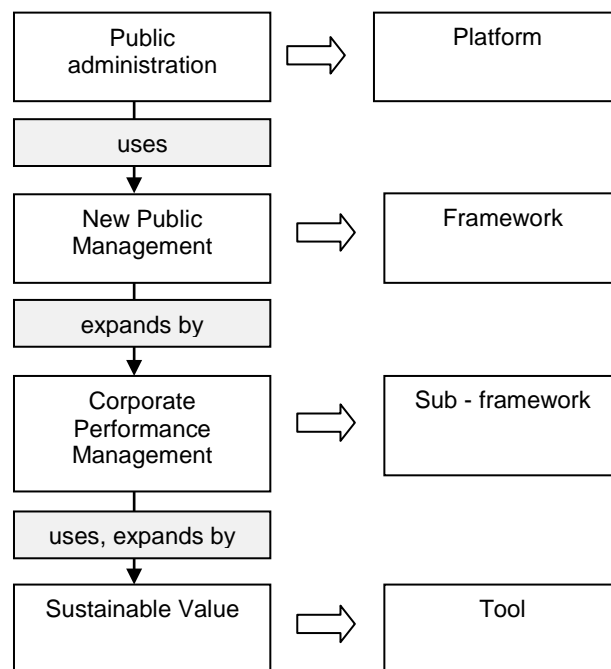 Public
administration
Platform
uses
New Public
Management
Framework
expands by
Corporate
Performance
Management
Sub - framework
uses, expands by
Sustainable Value
Tool